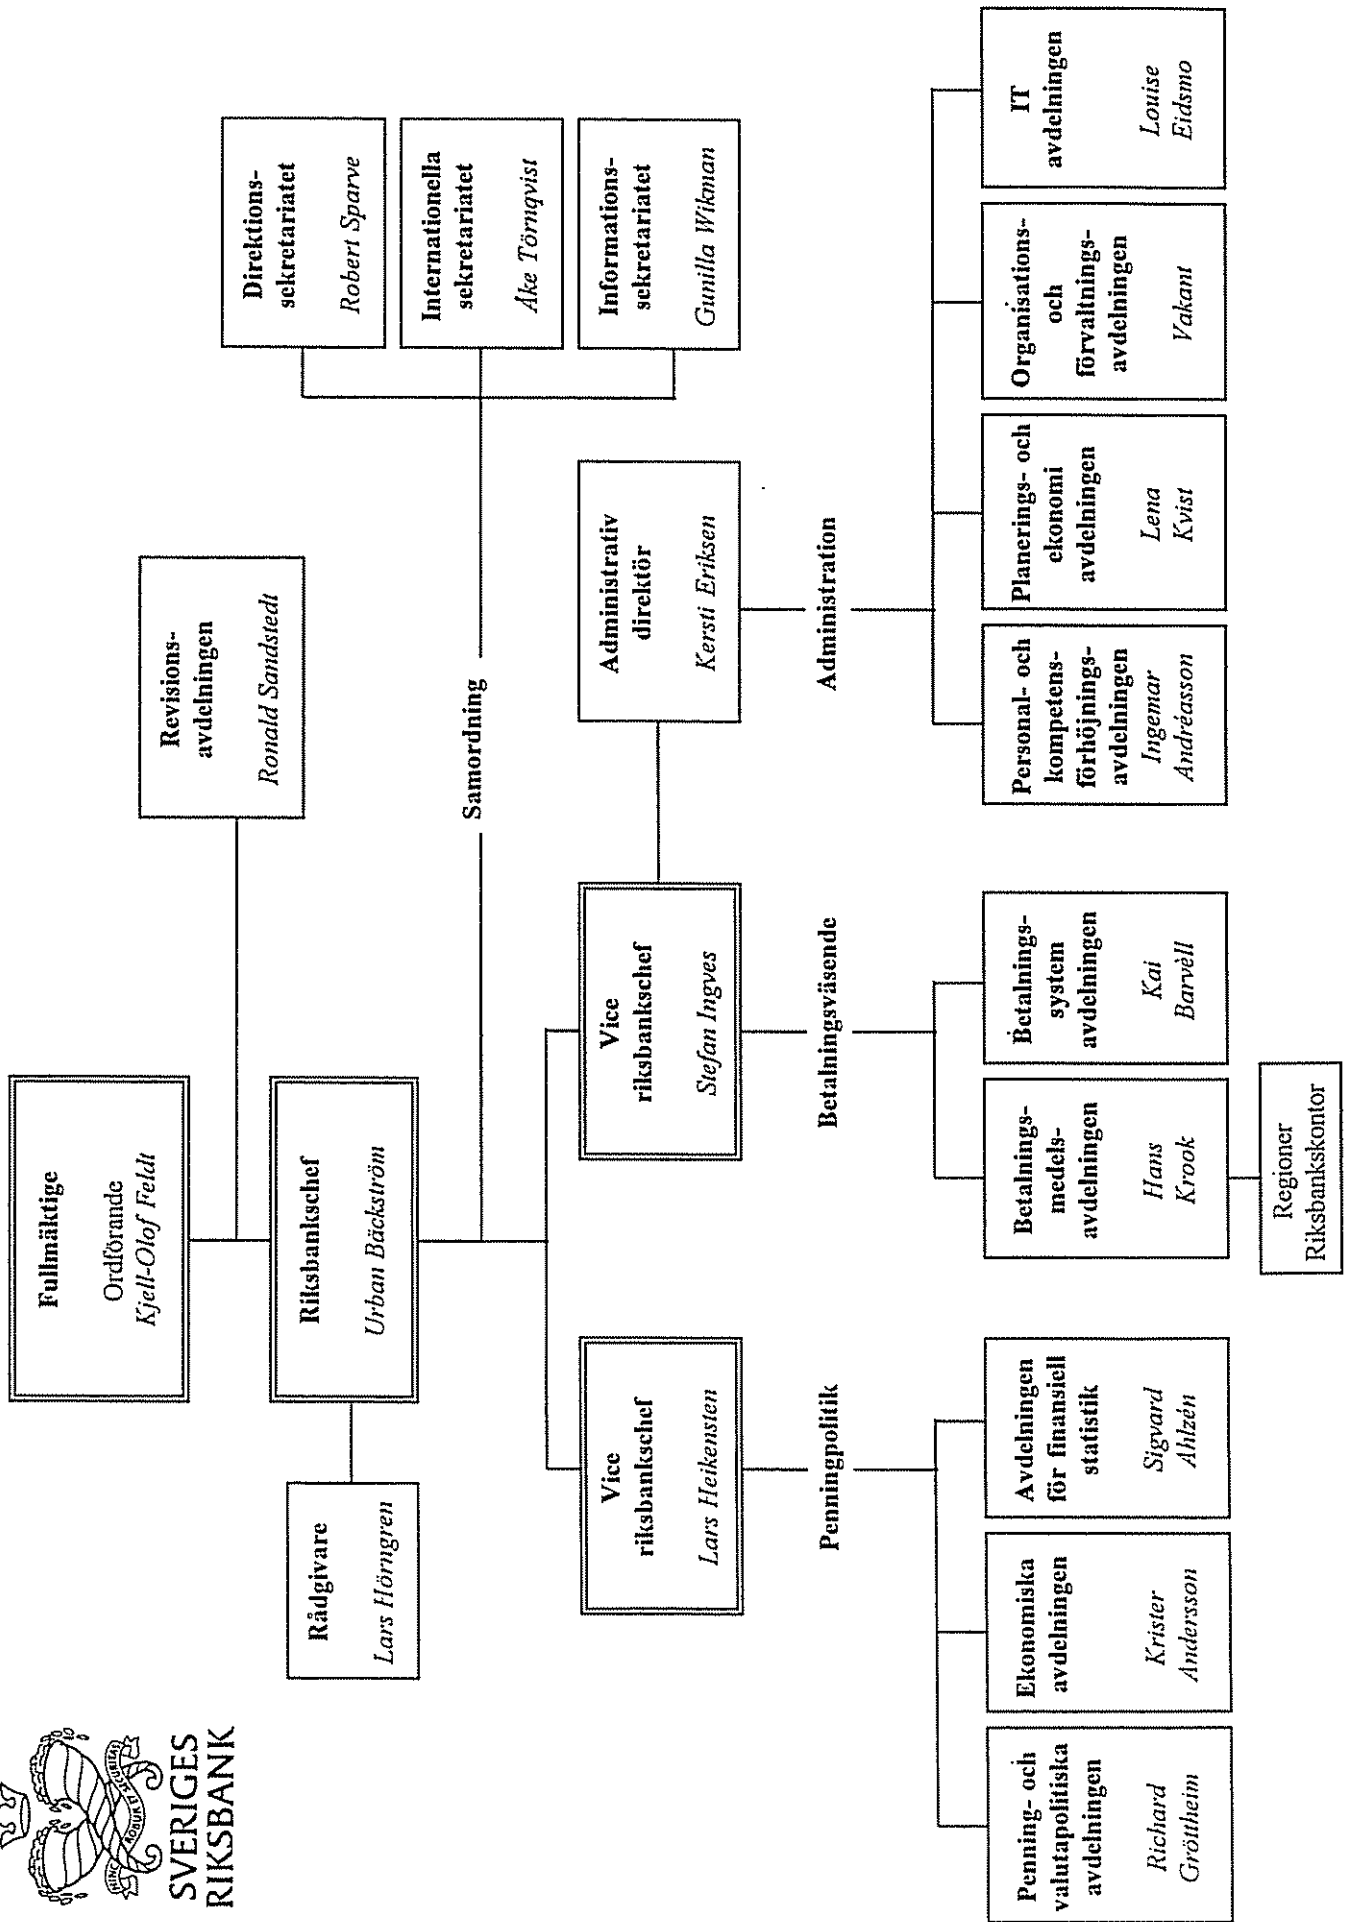 HINC ROBUR ET SECURITAS
SVERIGES
RIKSBANK
Fullmäktige
Ordförande
Kjell-Olof Feldt
Revisions-
avdelningen
Ronald Sandstedt
Rådgivare
Lars Hörngren
Riksbankschef
Urban Bäckström
Samordning
Direktions-
sekretariatet
Robert Sparve
Internationella
sekretariatet
Åke Törnqvist
Informations-
sekretariatet
Gunilla Wikman
Vice
riksbankschef
Lars Heikensten
Vice
riksbankschef
Stefan Ingves
Administrativ
direktör
Kersti Eriksen
Penningpolitik
Betalningsväsende
Administration
Penning- och
valutapolitiska
avdelningen
Richard
Gröttheim
Ekonomiska
avdelningen
Krister
Andersson
Avdelningen
för finansiell
statistik
Sigvard
Ahlzén
Betalnings-
medels-
avdelningen
Hans
Krook
Betalnings-
system
avdelningen
Kai
Barvèll
Personal- och
kompetens-
förhöjnings-
avdelningen
Ingemar
Andréasson
Planerings- och
ekonomi
avdelningen
Lena
Kvist
Organisations-
och
förvaltnings-
avdelningen
Vakant
IT
avdelningen
Louise
Eidsmo
Regioner
Riksbankskontor